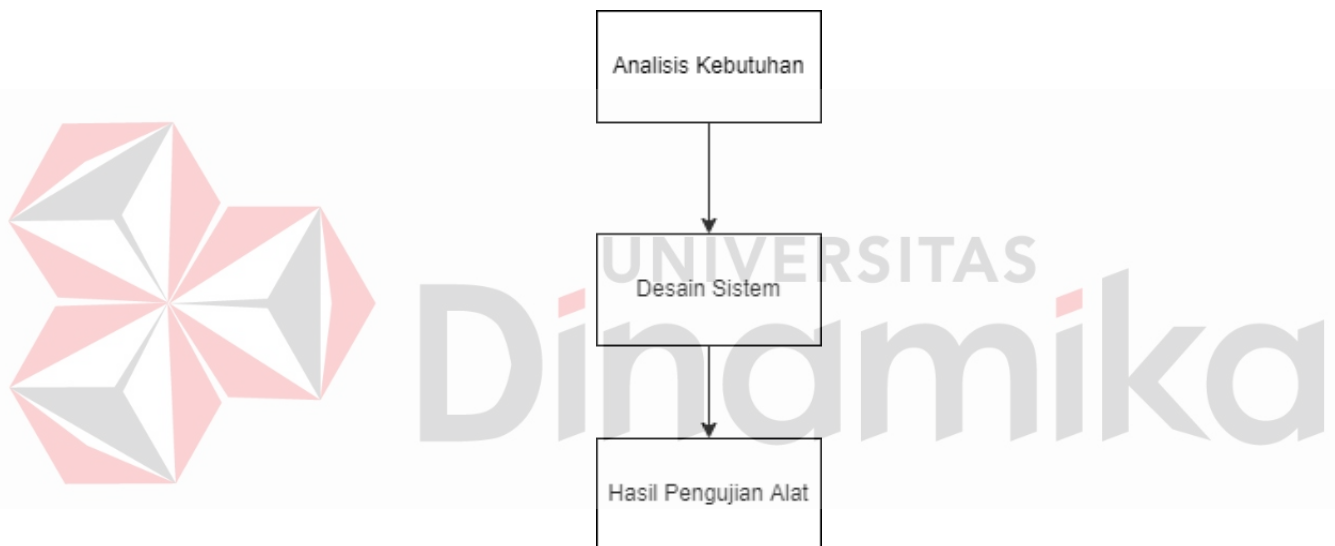 Analisis Kebutuhan
UNIVERSITAS
Desain Sistem
Dinamika
Hasil Pengujian Alat